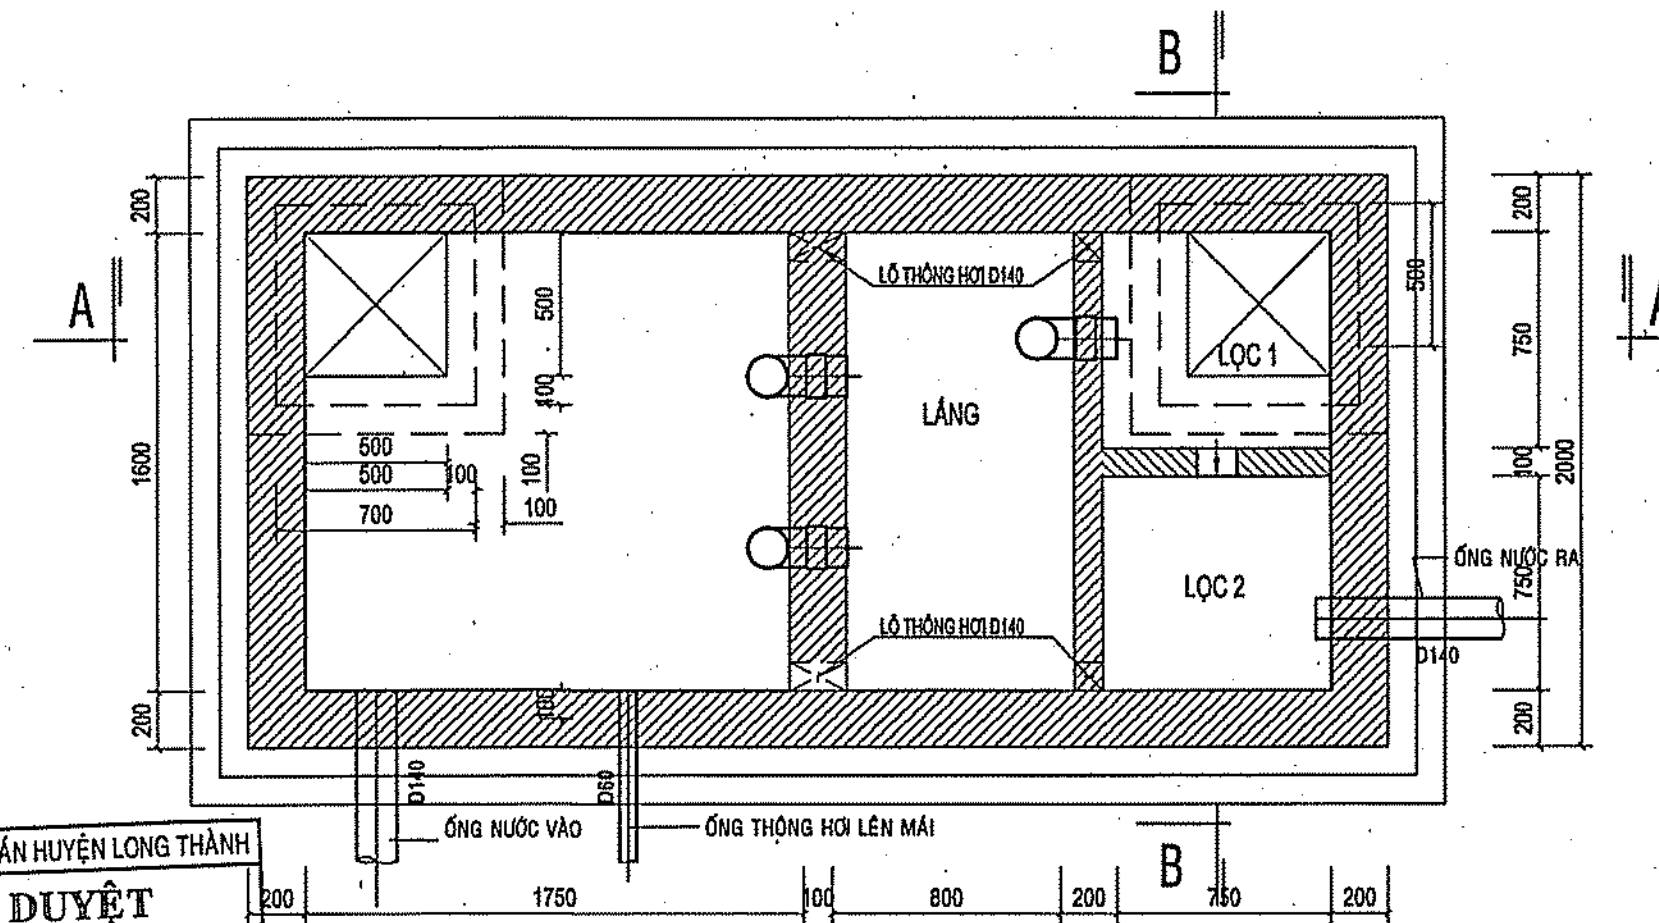 B
A
200
1600
200
500
100
100
500
500
100
700
100
LỖ THÔNG HƠI D140
LẮNG
LỖ THÔNG HƠI D140
LỌC 1
LỌC 2
500
200
750
100
2000
750
200
ỐNG NƯỚC RA
D140
100
D140
D60
ỐNG NƯỚC VÀO
ỐNG THÔNG HƠI LÊN MÁI
B
ÁN HUYỆN LONG THÀNH
DUYỆT
200
1750
100
800
200
750
200